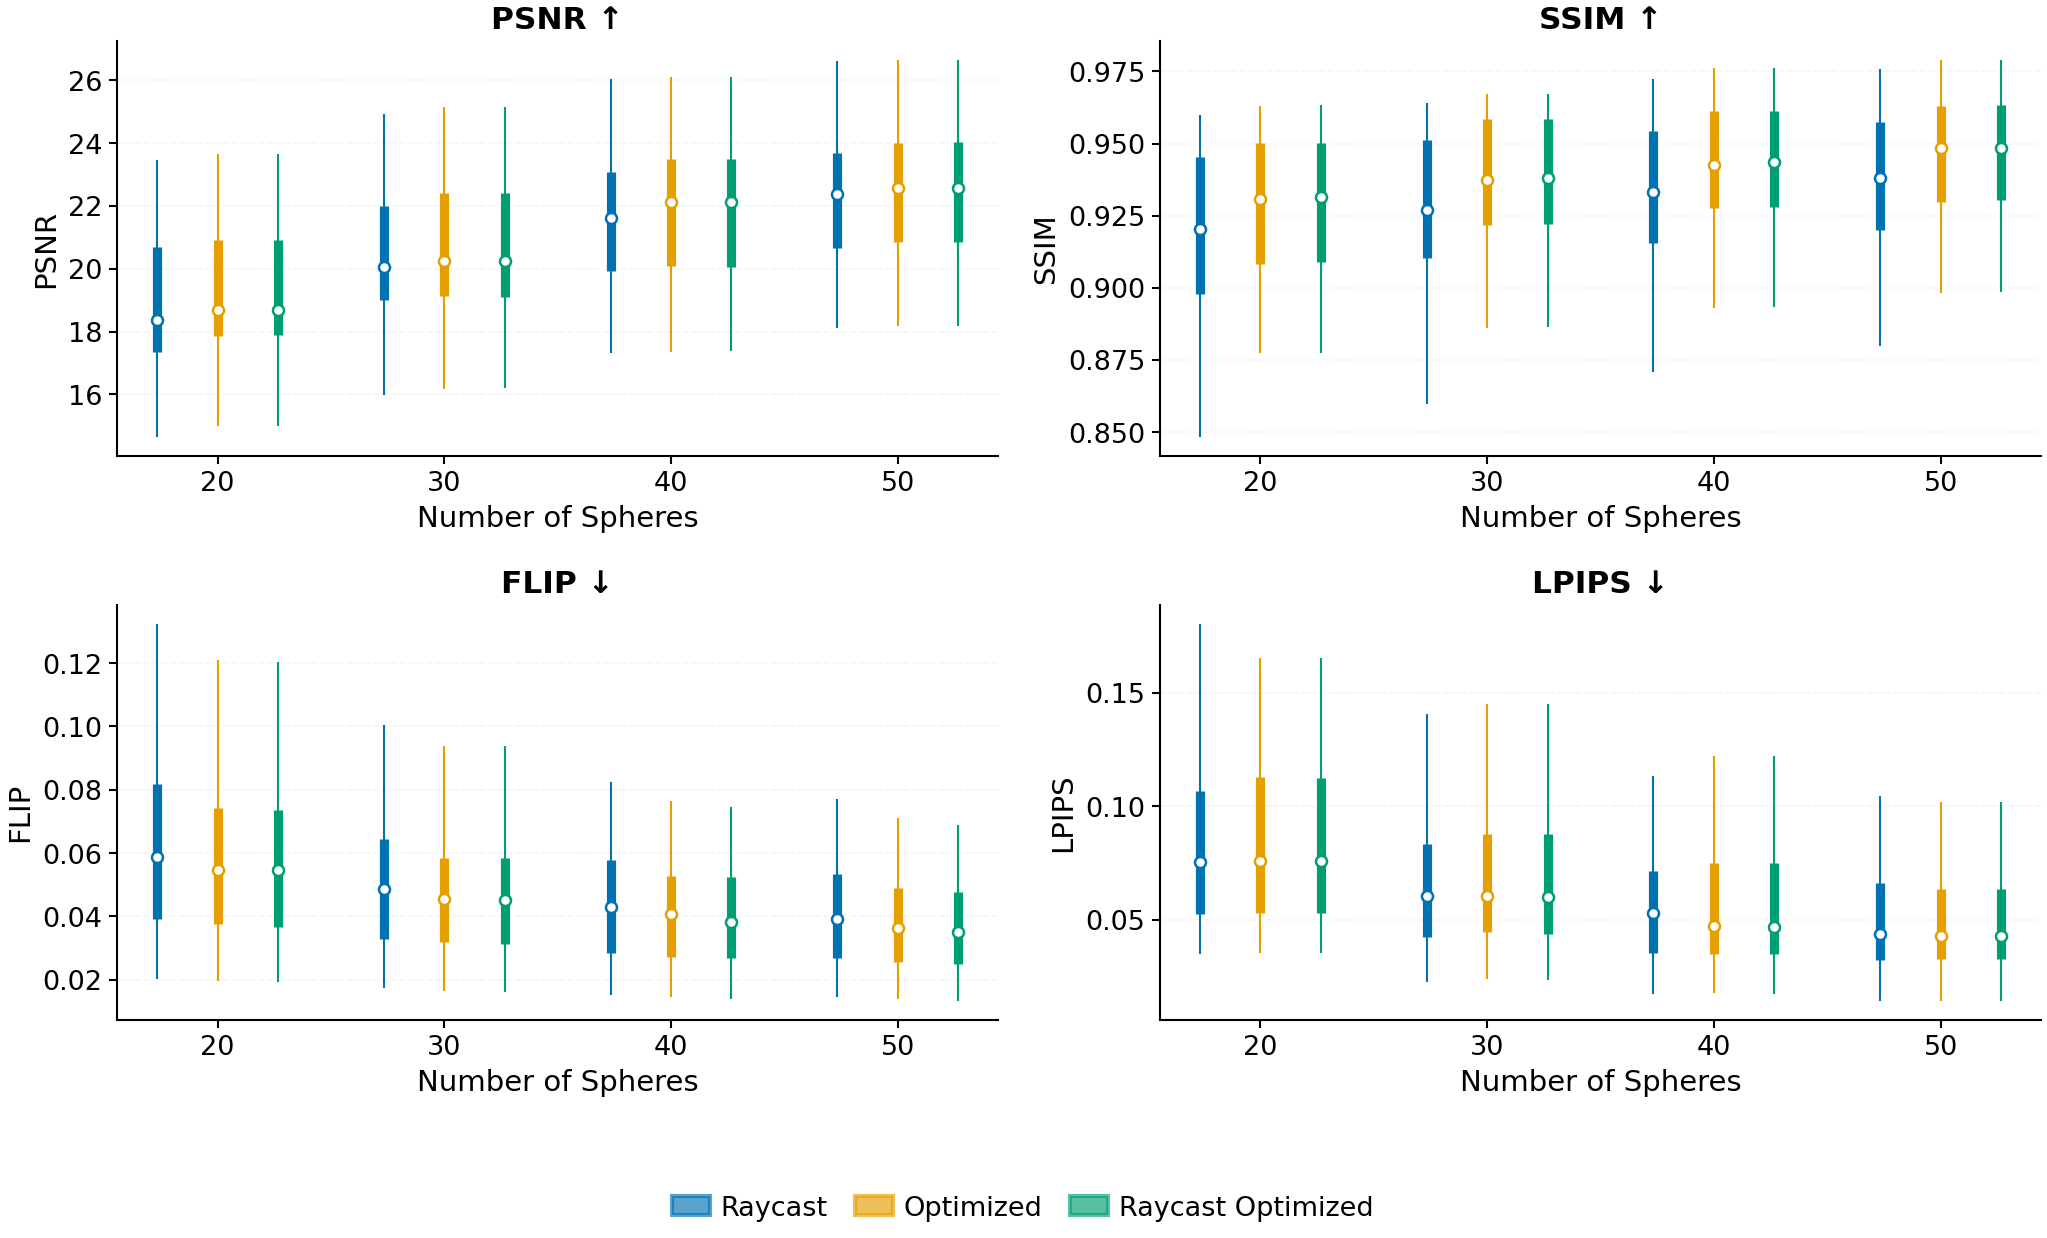 PSNR ↑
26
24
22
20
18
16
PSNR
20 30 40 50
Number of Spheres
SSIM ↑
0.975
0.950
0.925
0.900
0.875
0.850
SSIM
20 30 40 50
Number of Spheres
FLIP ↓
0.12
0.10
0.08
0.06
0.04
0.02
FLIP
20 30 40 50
Number of Spheres
LPIPS ↓
0.15
0.10
0.05
LPIPS
20 30 40 50
Number of Spheres
Raycast Optimized Raycast Optimized